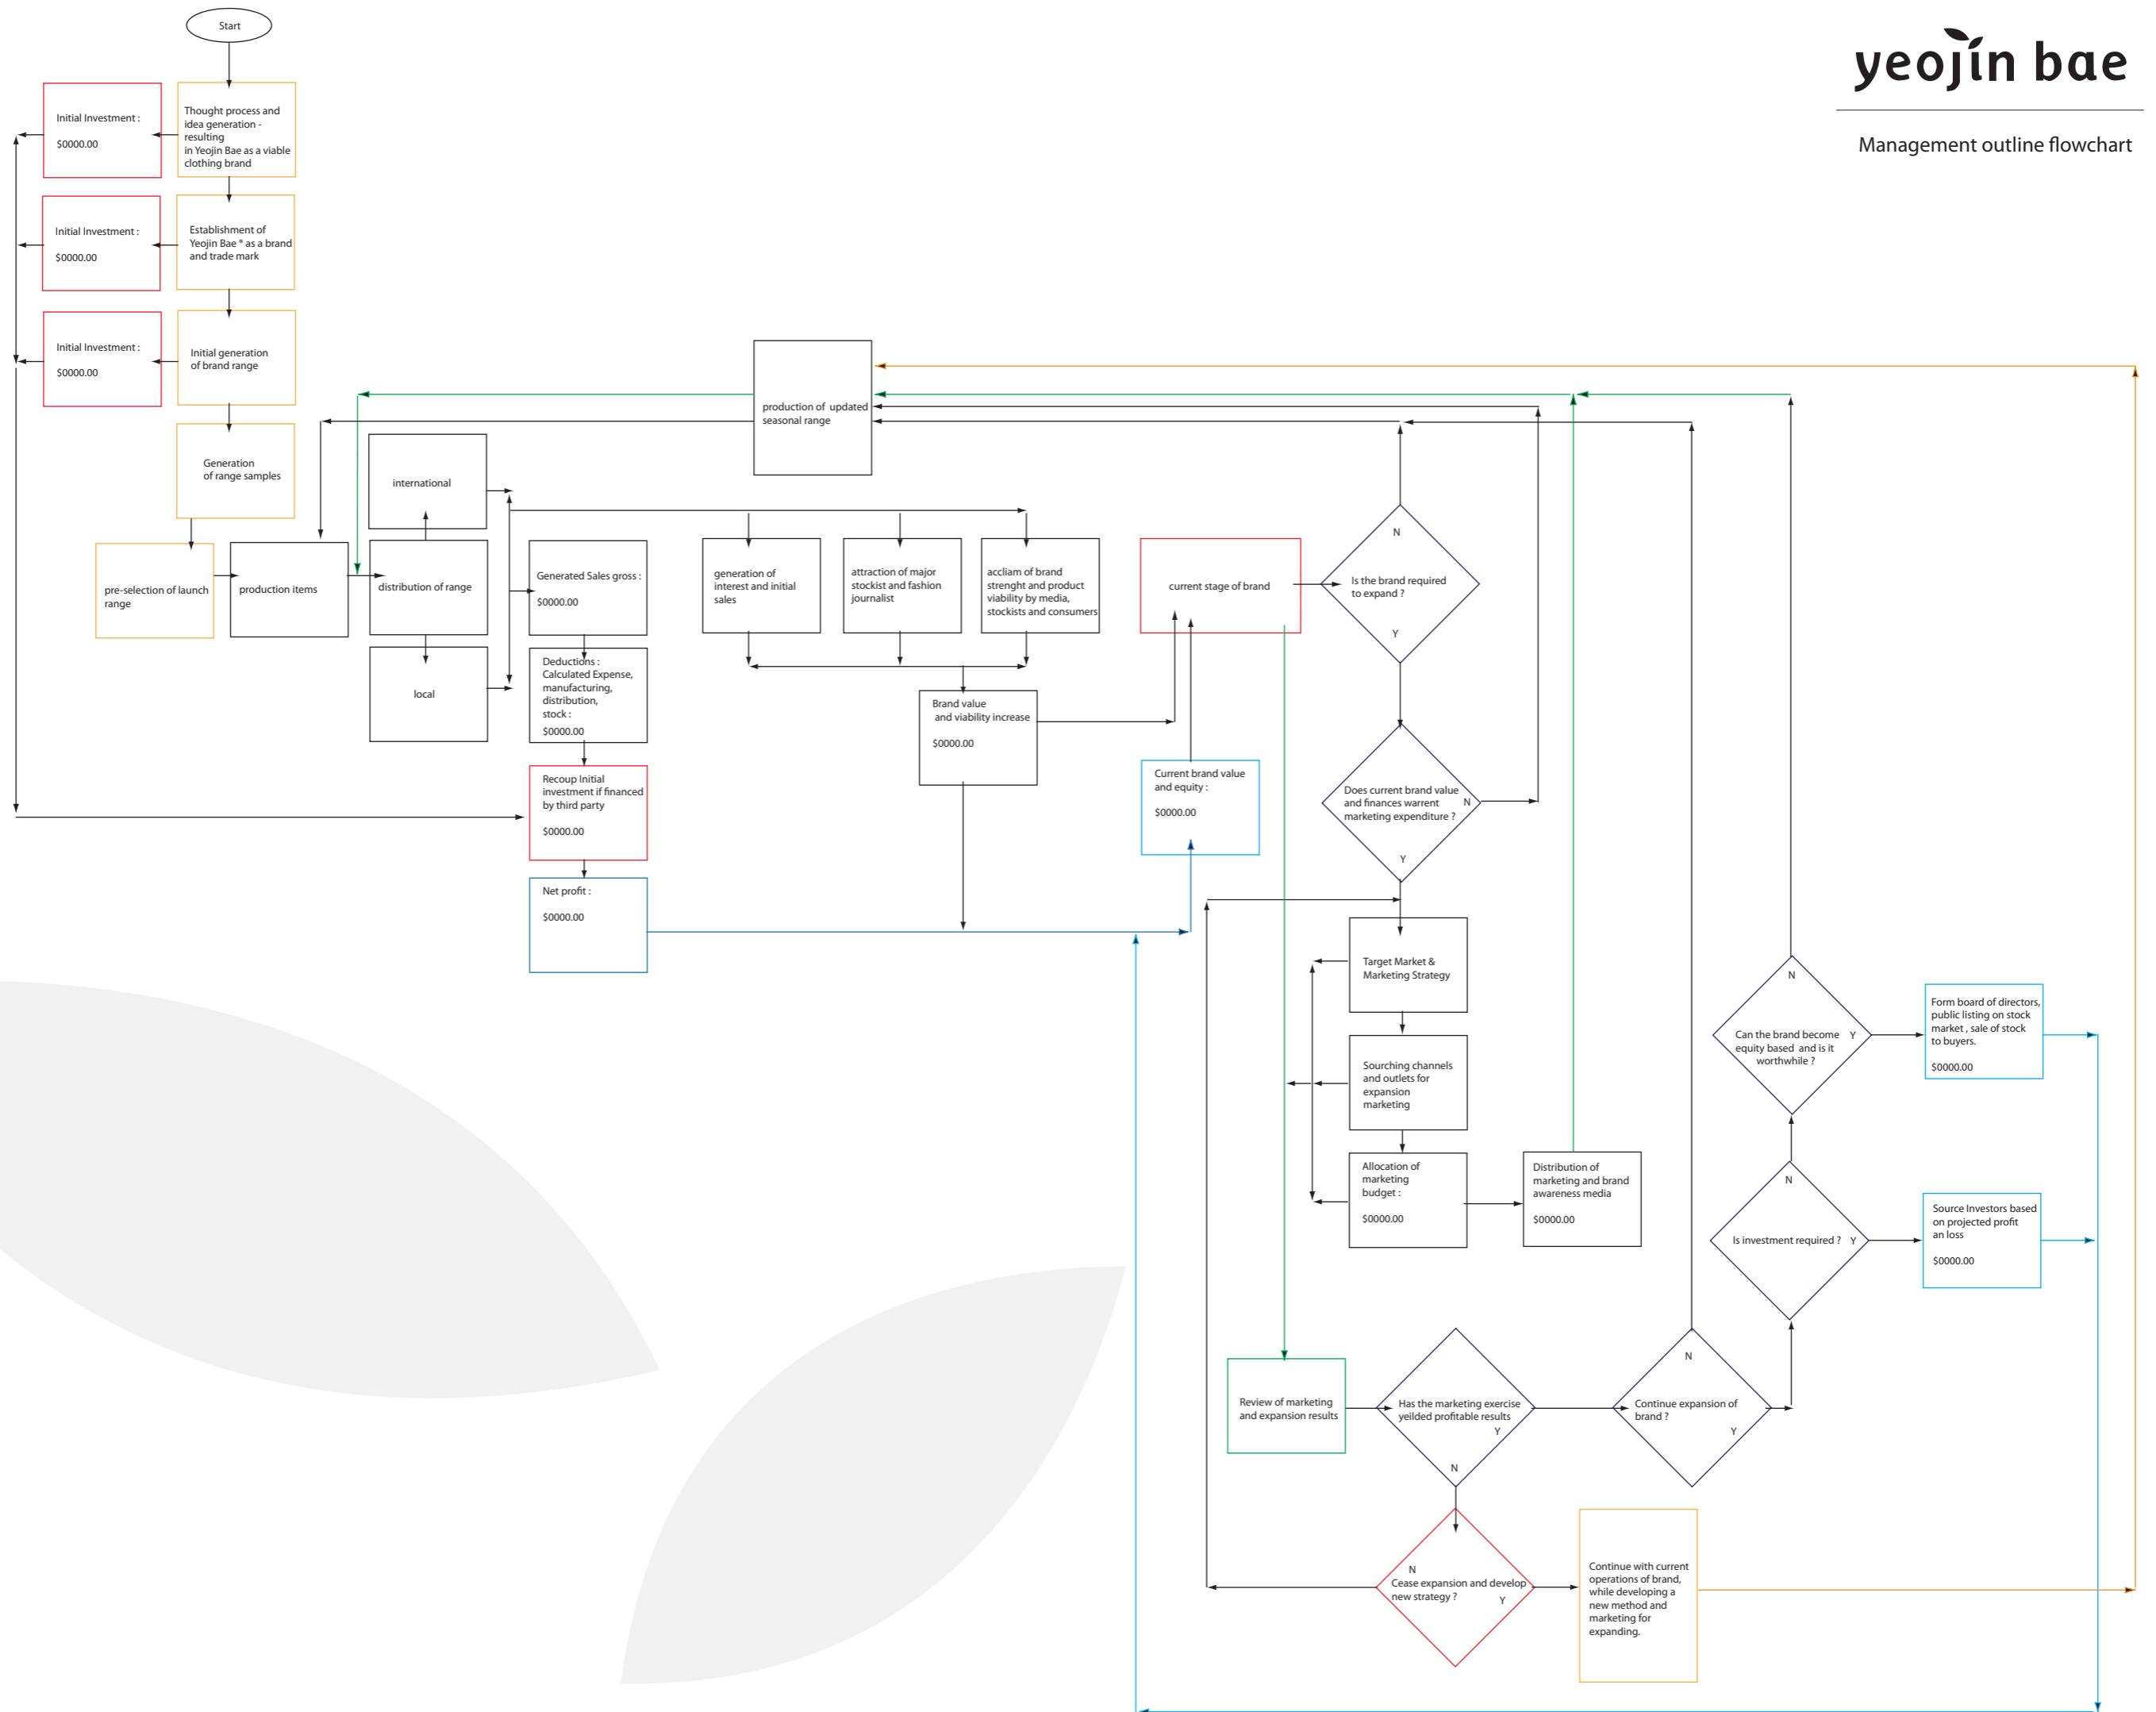 Start
yeojin bae
Management outline flowchart
Initial Investment :
$0000.00
Thought process and
idea generation -
resulting
in Yeojin Bae as a viable
clothing brand
Initial Investment :
$0000.00
Establishment of
Yeojin Bae ® as a brand
and trade mark
Initial Investment :
$0000.00
Initial generation
of brand range
Generation
of range samples
pre-selection of launch
range
production items
international
distribution of range
local
production of updated
seasonal range
Generated Sales gross :
$0000.00
Deductions :
Calculated Expense,
manufacturing,
distribution,
stock :
$0000.00
Recoup Initial
investment if financed
by third party
$0000.00
Net profit :
$0000.00
generation of
interest and initial
sales
attraction of major
stockist and fashion
journalist
accliam of brand
strenght and product
viability by media,
stockists and consumers
Brand value
and viability increase
$0000.00
current stage of brand
Current brand value
and equity :
$0000.00
N
Is the brand required
to expand ?
Y
Does current brand value
and finances warrent
marketing expenditure ?
N
Y
Target Market &
Marketing Strategy
Sourching channels
and outlets for
expansion
marketing
Allocation of
marketing
budget :
$0000.00
Distribution of
marketing and brand
awareness media
$0000.00
N
Can the brand become
equity based and is it
worthwhile ?
Y
Form board of directors,
public listing on stock
market , sale of stock
to buyers.
$0000.00
N
Is investment required ?
Y
Source Investors based
on projected profit
an loss
$0000.00
Review of marketing
and expansion results
Has the marketing exercise
yeilded profitable results
Y
N
N
Continue expansion of
brand ?
Y
N
Cease expansion and develop
new strategy ?
Y
Continue with current
operations of brand,
while developing a
new method and
marketing for
expanding.